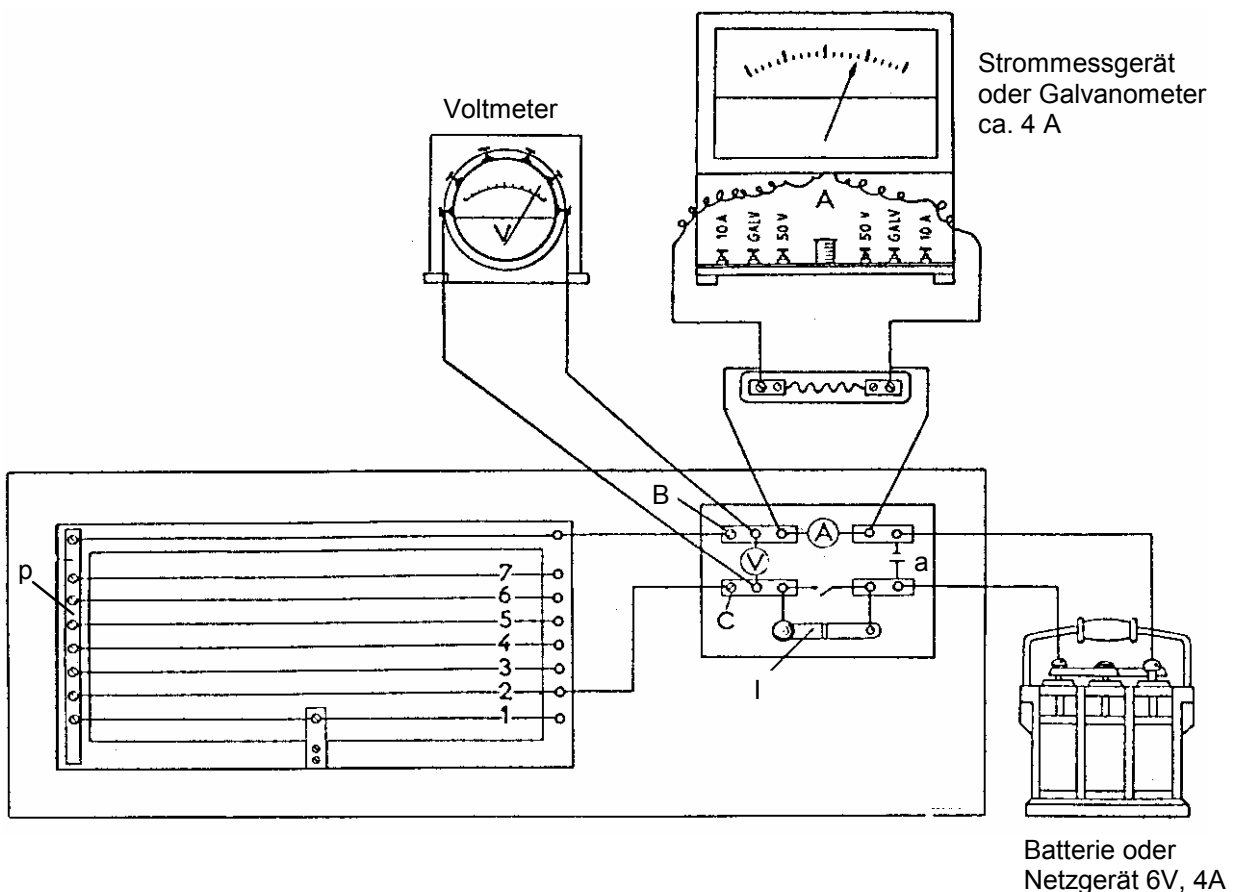 Strommessgerät
oder Galvanometer
ca. 4 A
Voltmeter
V
A
10 A
GALV
50 V
50 V
GALV
10 A
B
A
V
a
C
I
p
7
6
5
4
3
2
1
Batterie oder
Netzgerät 6V, 4A